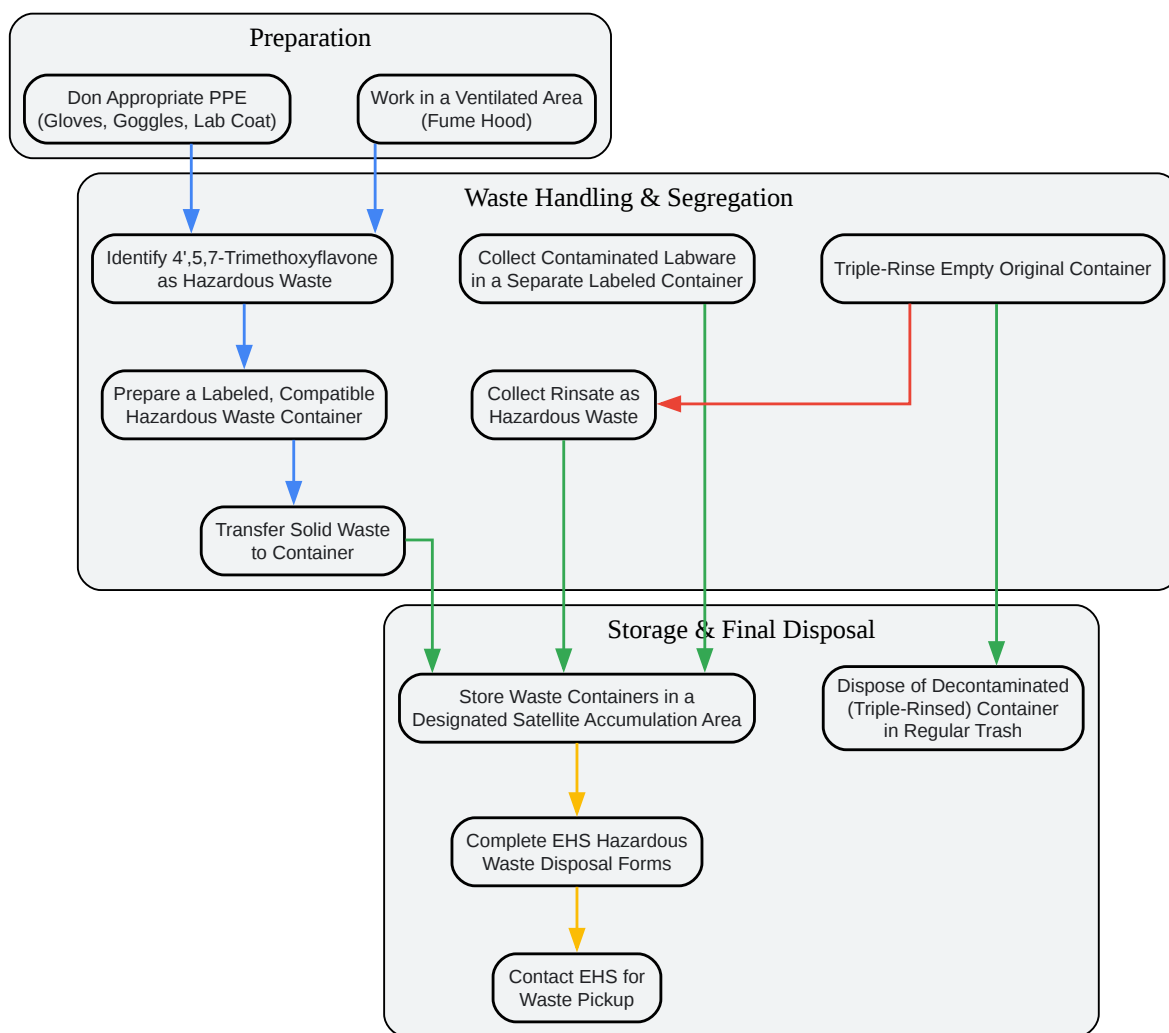 Preparation
Don Appropriate PPE
(Gloves, Goggles, Lab Coat)
Work in a Ventilated Area
(Fume Hood)
Waste Handling & Segregation
Identify 4',5,7-Trimethoxyflavone
as Hazardous Waste
Collect Contaminated Labware
in a Separate Labeled Container
Triple-Rinse Empty Original Container
Prepare a Labeled, Compatible
Hazardous Waste Container
Collect Rinsate as
Hazardous Waste
Transfer Solid Waste
to Container
Storage & Final Disposal
Store Waste Containers in a
Designated Satellite Accumulation Area
Dispose of Decontaminated
(Triple-Rinsed) Container
in Regular Trash
Complete EHS Hazardous
Waste Disposal Forms
Contact EHS for
Waste Pickup